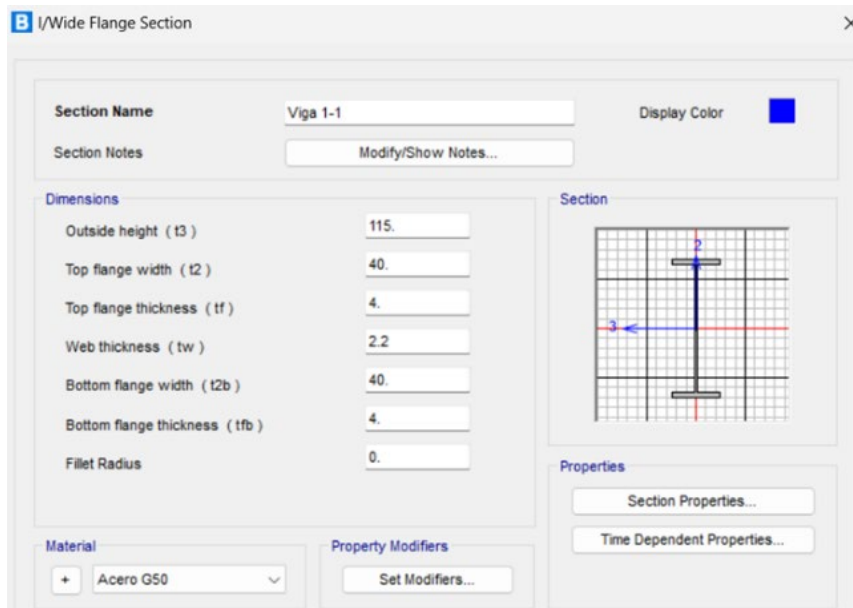 B I/Wide Flange Section
Section Name Viga 1-1 Display Color
Section Notes Modify/Show Notes...
Dimensions
Outside height ( t3 ) 115.
Top flange width ( t2 ) 40.
Top flange thickness ( tf ) 4.
Web thickness ( tw ) 2.2
Bottom flange width ( t2b ) 40.
Bottom flange thickness ( tfb ) 4.
Fillet Radius 0.
Section
2
3
Properties
Section Properties...
Time Dependent Properties...
Material
+ Acero G50
Property Modifiers
Set Modifiers...